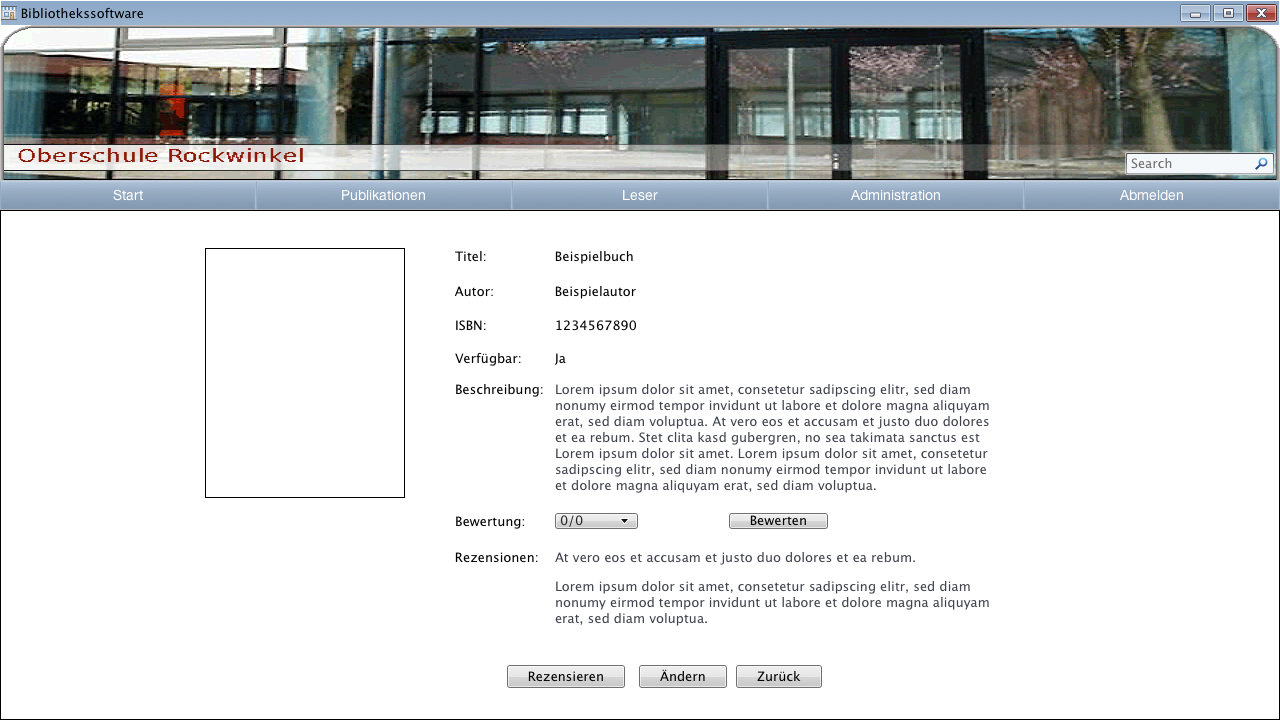 Bibliothekssoftware
Oberschule Rockwinkel
Search
Start Publikationen Leser Administration Abmelden
Titel: Beispielbuch
Autor: Beispielautor
ISBN: 1234567890
Verfügbar: Ja
Beschreibung: Lorem ipsum dolor sit amet, consetetur sadipscing elitr, sed diam
nonumy eirmod tempor invidunt ut labore et dolore magna aliquyam
erat, sed diam voluptua. At vero eos et accusam et justo duo dolores
et ea rebum. Stet clita kasd gubergren, no sea takimata sanctus est
Lorem ipsum dolor sit amet. Lorem ipsum dolor sit amet, consetetur
sadipscing elitr, sed diam nonumy eirmod tempor invidunt ut labore
et dolore magna aliquyam erat, sed diam voluptua.
Bewertung: 0/0 Bewerten
Rezensionen: At vero eos et accusam et justo duo dolores et ea rebum.
Lorem ipsum dolor sit amet, consetetur sadipscing elitr, sed diam
nonumy eirmod tempor invidunt ut labore et dolore magna aliquyam
erat, sed diam voluptua.
Rezensieren Ändern Zurück